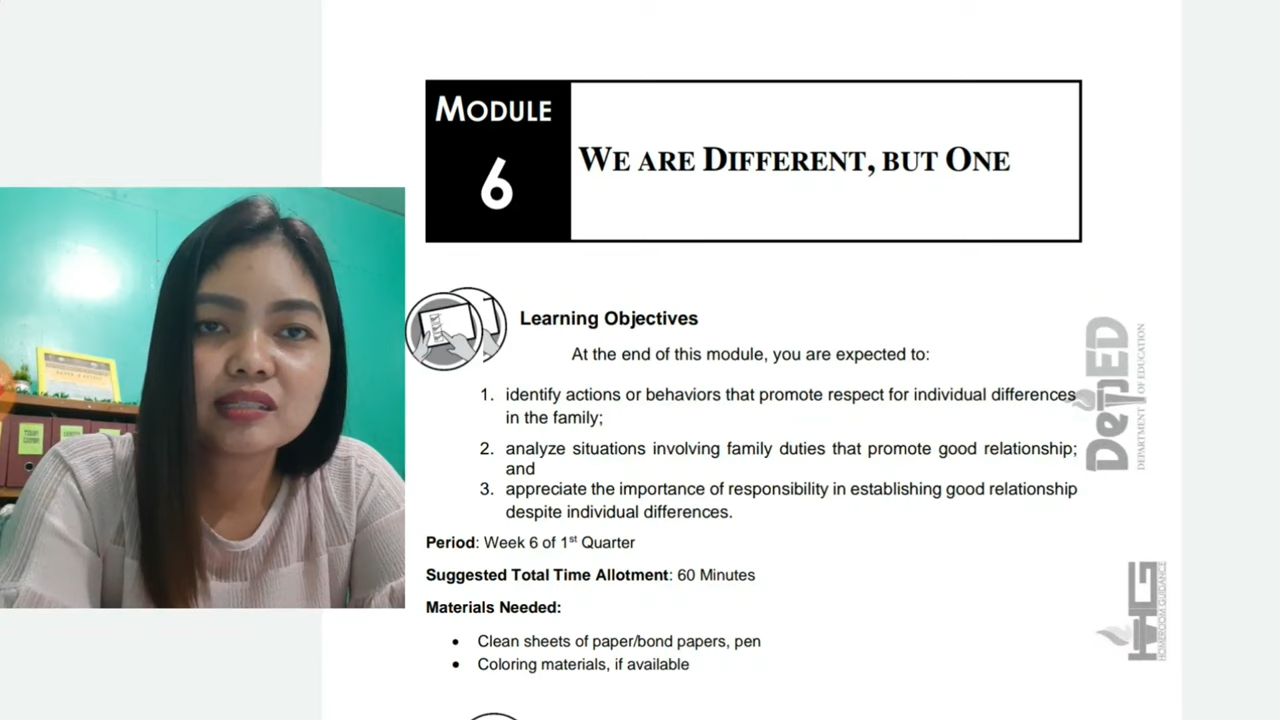 MODULE
6
WE ARE DIFFERENT, BUT ONE
Learning Objectives
At the end of this module, you are expected to:
1. identify actions or behaviors that promote respect for individual differences
in the family;
2. analyze situations involving family duties that promote good relationship;
and
3. appreciate the importance of responsibility in establishing good relationship
despite individual differences.
Period: Week 6 of 1st Quarter
Suggested Total Time Allotment: 60 Minutes
Materials Needed:
• Clean sheets of paper/bond papers, pen
• Coloring materials, if available
DepED
DEPARTMENT OF EDUCATION
HG
HOMEROOM GUIDANCE